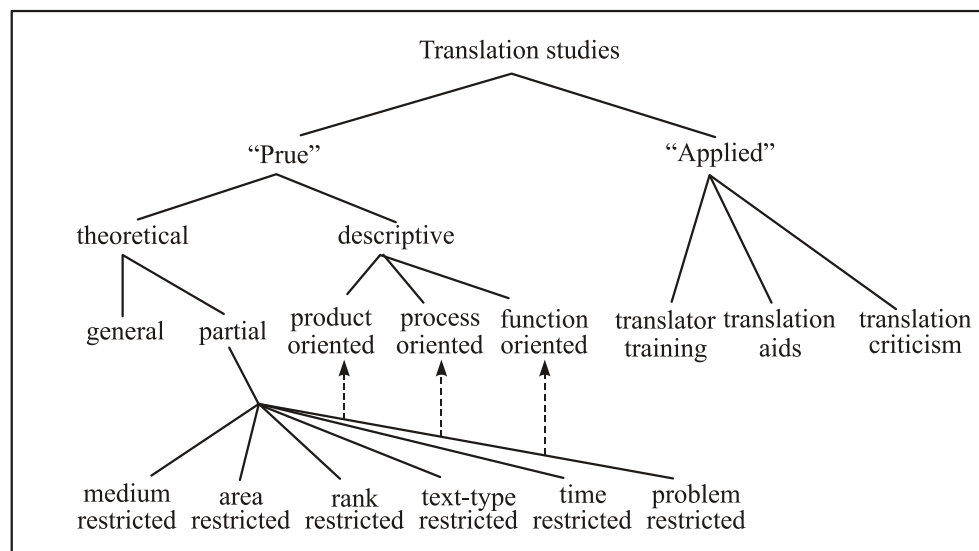 Translation studies
“Prue”
“Applied”
theoretical
descriptive
general
partial
product
oriented
process
oriented
function
oriented
translator
training
translation
aids
translation
criticism
medium
restricted
area
restricted
rank
restricted
text-type
restricted
time
restricted
problem
restricted